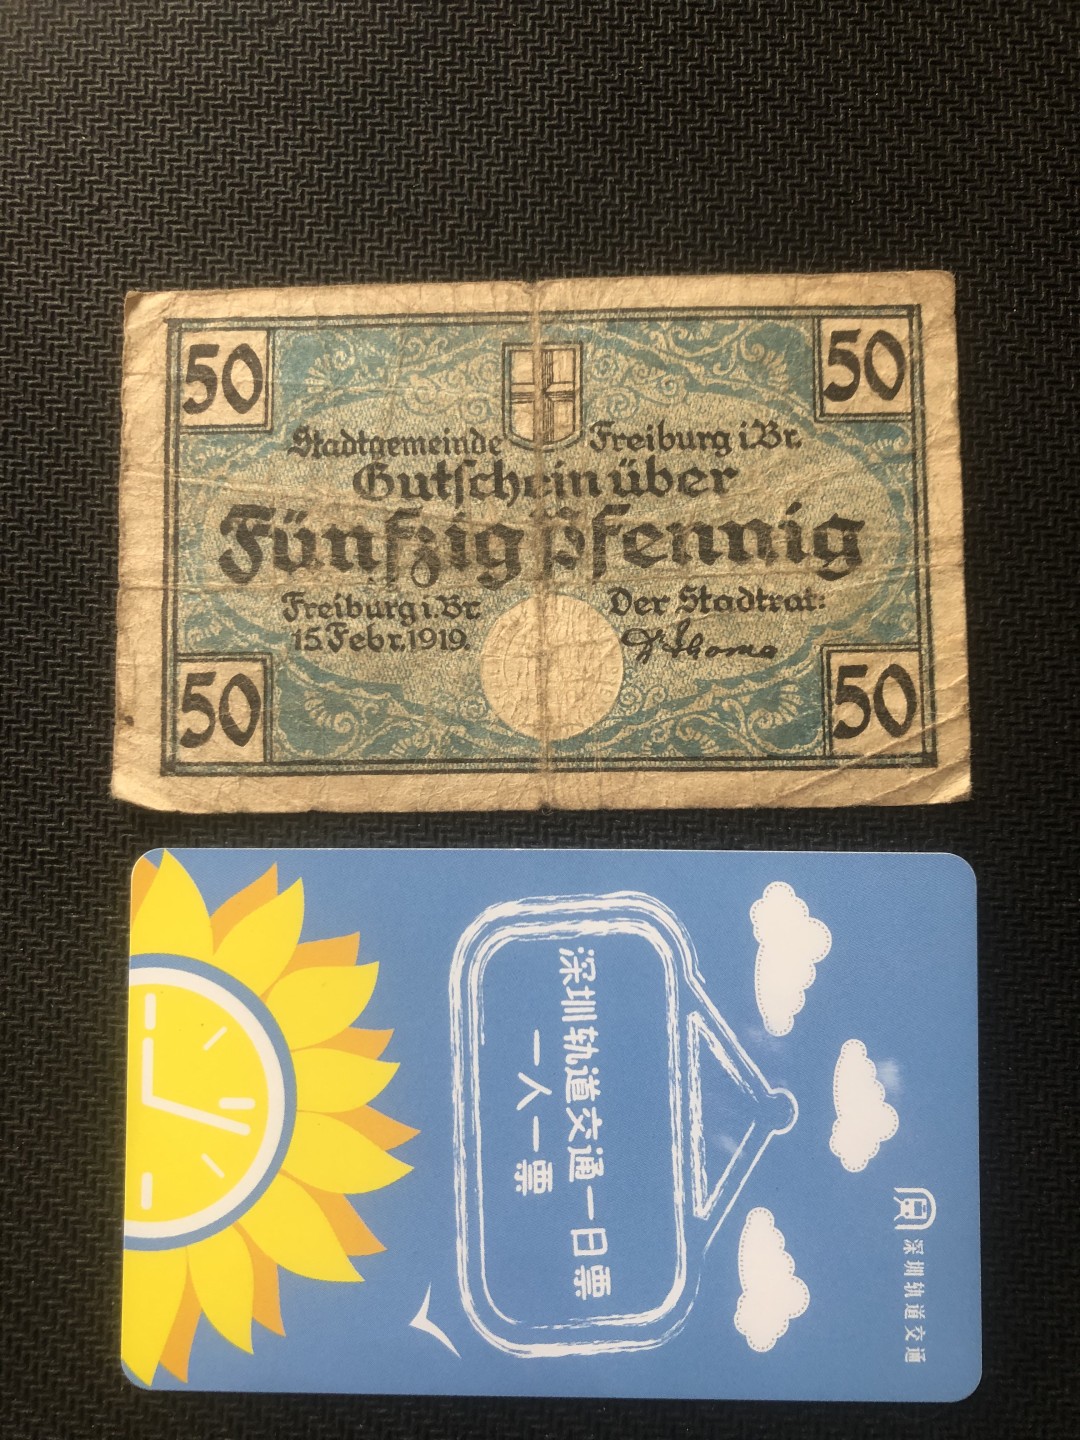 50
50
Stadtgemeinde Freiburg i. Br.
Gutschein über
Fünfzig Pfennig
Freiburg i. Br.
15. Febr. 1919.
Der Stadtrat:
50
50
深圳轨道交通一日票
一人一票
深圳轨道交通